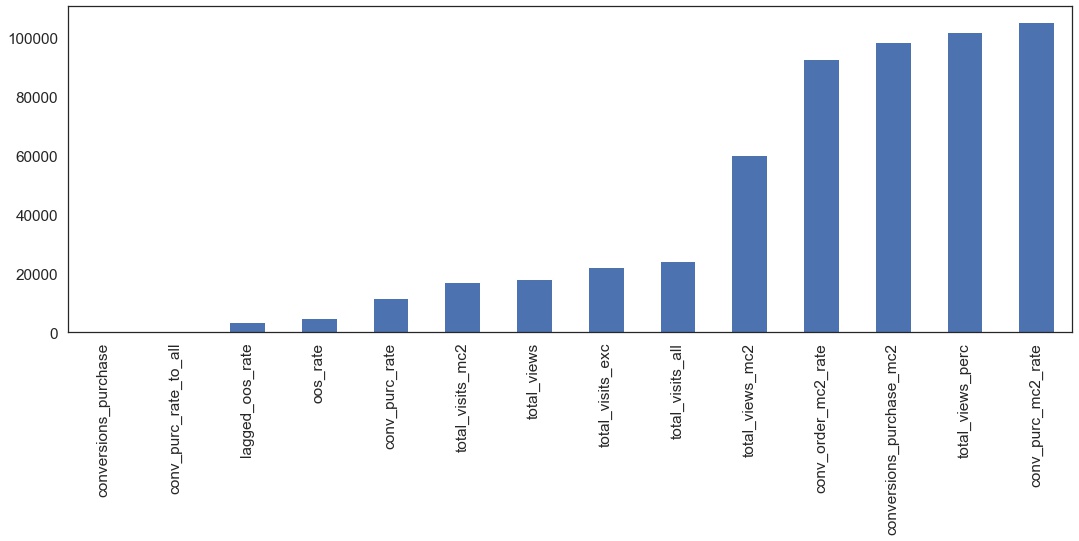 100000
80000
60000
40000
20000
0
conversions_purchase
conv_purc_rate_to_all
lagged_oos_rate
oos_rate
conv_purc_rate
total_visits_mc2
total_views
total_visits_exc
total_visits_all
total_views_mc2
conv_order_mc2_rate
conversions_purchase_mc2
total_views_perc
conv_purc_mc2_rate